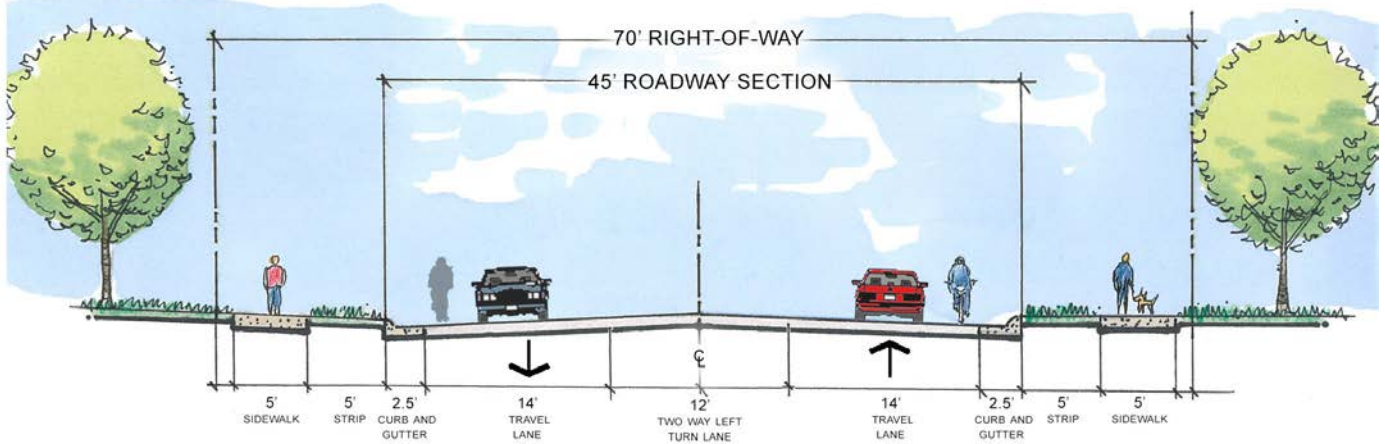 70' RIGHT-OF-WAY
45' ROADWAY SECTION
℄
5'
SIDEWALK
5'
STRIP
2.5'
CURB AND
GUTTER
14'
TRAVEL
LANE
12'
TWO WAY LEFT
TURN LANE
14'
TRAVEL
LANE
2.5'
CURB AND
GUTTER
5'
STRIP
5'
SIDEWALK